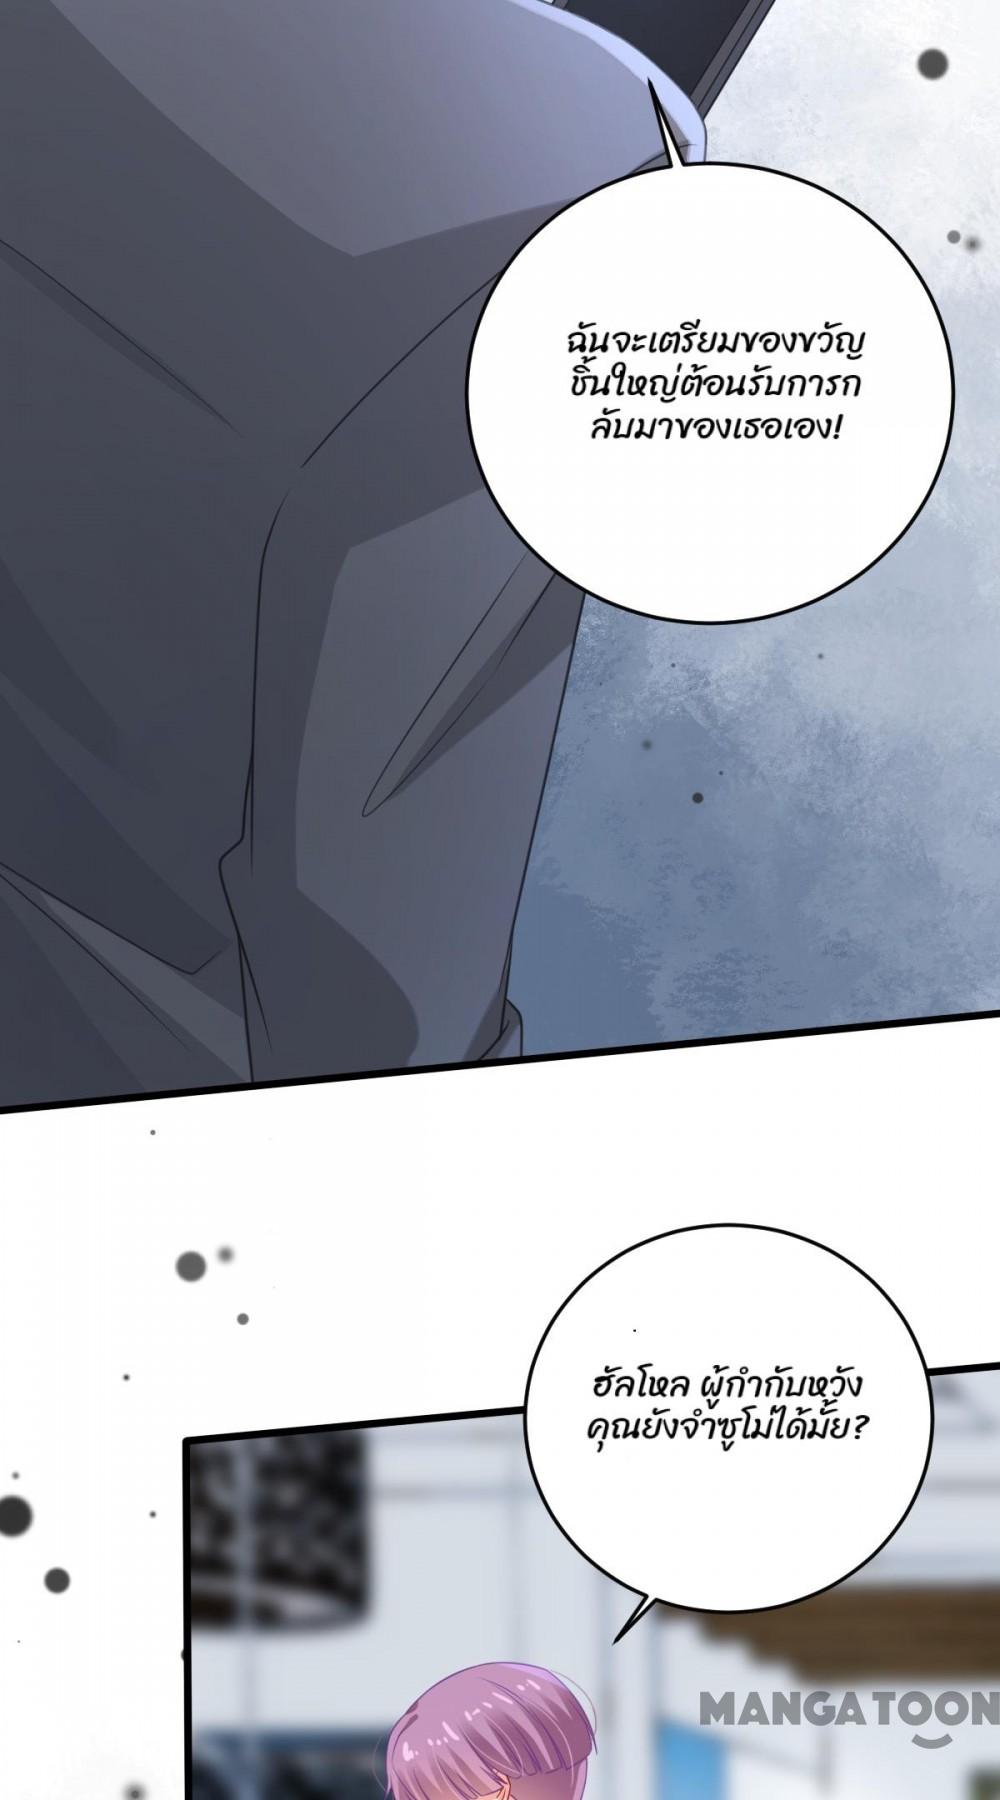 ฉันจะเตรียมของขวัญ
ชิ้นใหญ่ต้อนรับการก
ลับมาของเธอเอง!
ฮัลโหล ผู้กำกับหวัง
คุณยังจำซูโม่ได้มั้ย?
MANGATOON